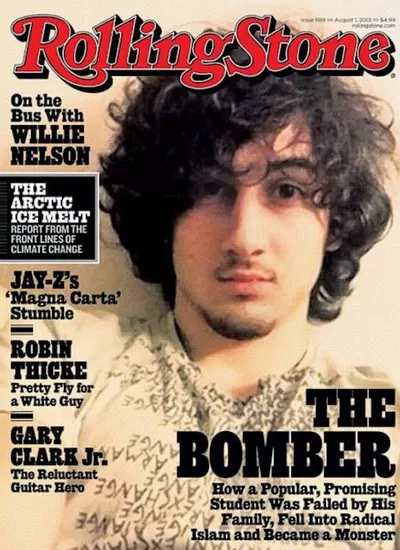 Issue 1188 >> August 1, 2013 >> $4.99
rollingstone.com
Rolling Stone
On the
Bus With
WILLIE
NELSON
THE
ARCTIC
ICE MELT
REPORT FROM THE
FRONT LINES OF
CLIMATE CHANGE
JAY-Z's
'Magna Carta'
Stumble
ROBIN
THICKE
Pretty Fly for
a White Guy
GARY
CLARK Jr.
The Reluctant
Guitar Hero
THE
BOMBER
How a Popular, Promising
Student Was Failed by His
Family, Fell Into Radical
Islam and Became a Monster